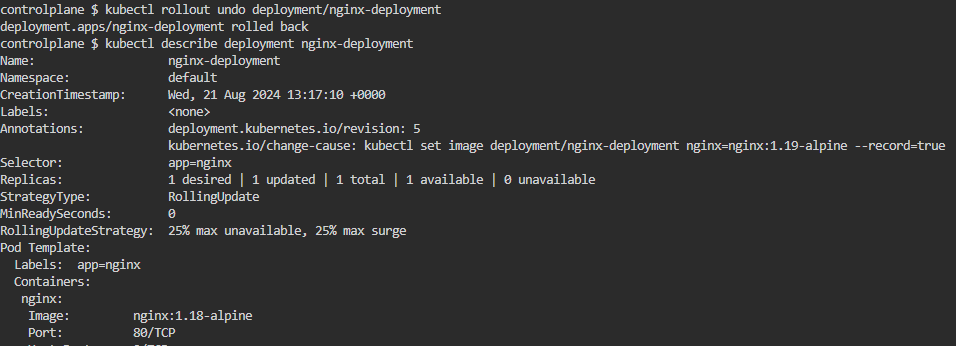 controlplane $ kubectl rollout undo deployment/nginx-deployment
deployment.apps/nginx-deployment rolled back
controlplane $ kubectl describe deployment nginx-deployment
Name:                   nginx-deployment
Namespace:              default
CreationTimestamp:      Wed, 21 Aug 2024 13:17:10 +0000
Labels:                 <none>
Annotations:            deployment.kubernetes.io/revision: 5
                        kubernetes.io/change-cause: kubectl set image deployment/nginx-deployment nginx=nginx:1.19-alpine --record=true
Selector:               app=nginx
Replicas:               1 desired | 1 updated | 1 total | 1 available | 0 unavailable
StrategyType:           RollingUpdate
MinReadySeconds:        0
RollingUpdateStrategy:  25% max unavailable, 25% max surge
Pod Template:
  Labels:  app=nginx
  Containers:
   nginx:
    Image:         nginx:1.18-alpine
    Port:          80/TCP